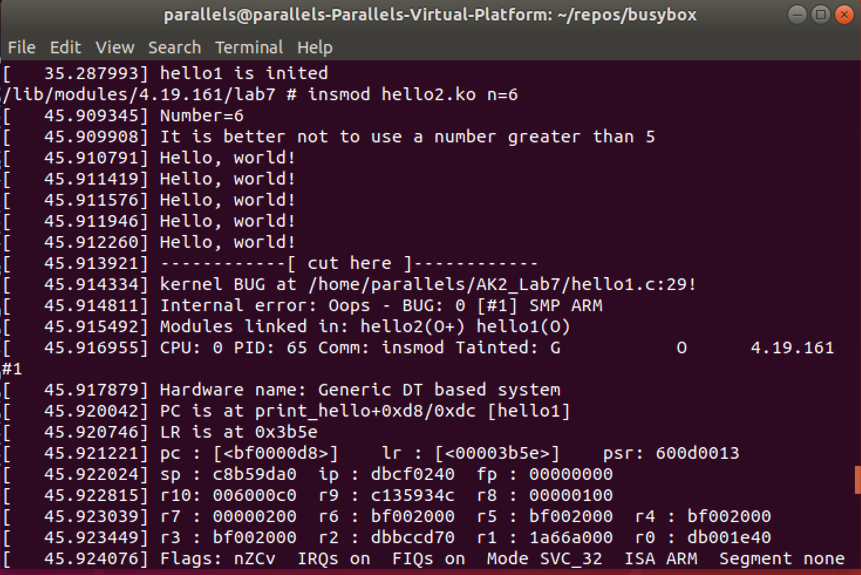 parallels@parallels-Parallels-Virtual-Platform: ~/repos/busybox
File Edit View Search Terminal Help
[   35.287993] hello1 is inited
/lib/modules/4.19.161/lab7 # insmod hello2.ko n=6
[   45.909345] Number=6
[   45.909908] It is better not to use a number greater than 5
[   45.910791] Hello, world!
[   45.911419] Hello, world!
[   45.911576] Hello, world!
[   45.911946] Hello, world!
[   45.912260] Hello, world!
[   45.913921] ------------[ cut here ]------------
[   45.914334] kernel BUG at /home/parallels/AK2_Lab7/hello1.c:29!
[   45.914811] Internal error: Oops - BUG: 0 [#1] SMP ARM
[   45.915492] Modules linked in: hello2(O+) hello1(O)
[   45.916955] CPU: 0 PID: 65 Comm: insmod Tainted: G           O      4.19.161
#1
[   45.917879] Hardware name: Generic DT based system
[   45.920042] PC is at print_hello+0xd8/0xdc [hello1]
[   45.920746] LR is at 0x3b5e
[   45.921221] pc : [<bf0000d8>]    lr : [<00003b5e>]    psr: 600d0013
[   45.922024] sp : c8b59da0  ip : dbcf0240  fp : 00000000
[   45.922815] r10: 006000c0  r9 : c135934c  r8 : 00000100
[   45.923039] r7 : 00000200  r6 : bf002000  r5 : bf002000  r4 : bf002000
[   45.923449] r3 : bf002000  r2 : dbbccd70  r1 : 1a66a000  r0 : db001e40
[   45.924076] Flags: nZCv  IRQs on  FIQs on  Mode SVC_32  ISA ARM  Segment none